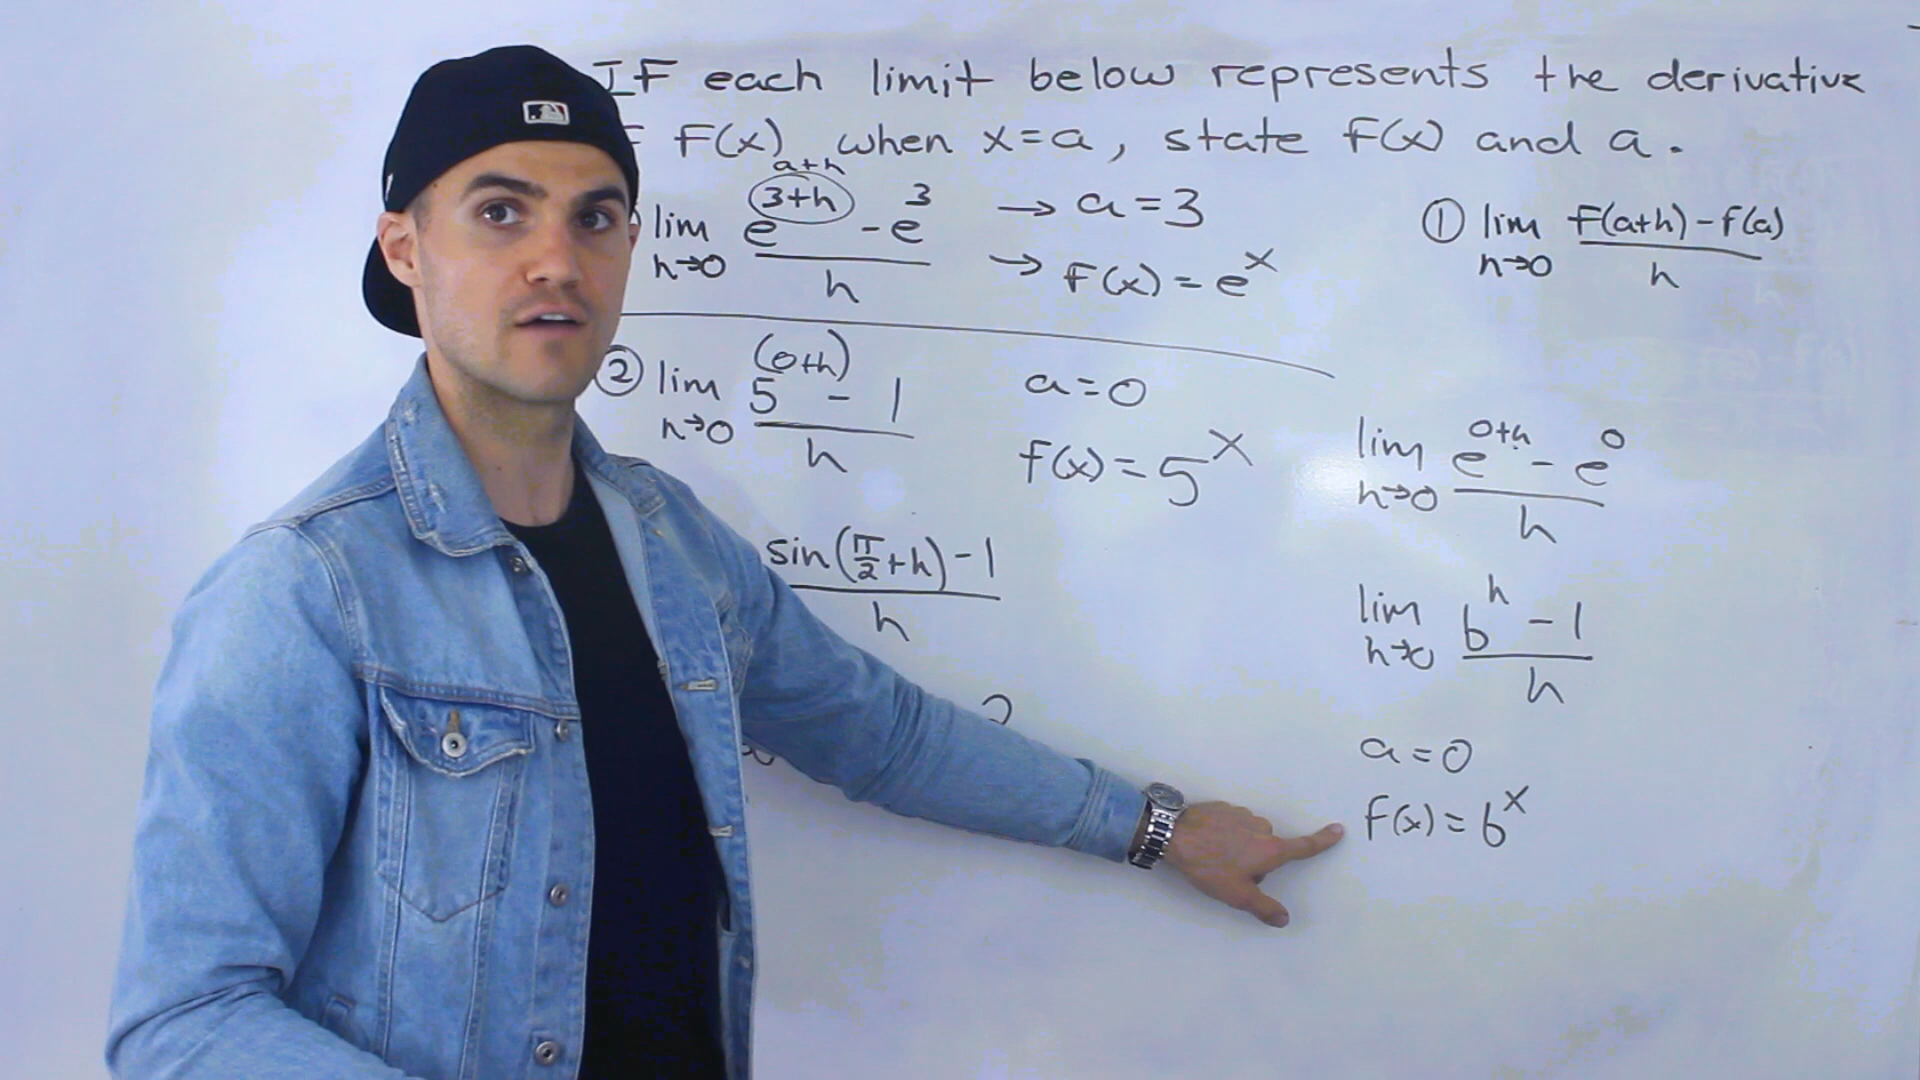 IF each limit below represents the derivative
F(x) when x=a, state F(x) and a.
a+h
lim h→0 (e^(3+h) - e^3)/h → a=3
→ F(x)=e^x
① lim h→0 (F(a+h)-F(a))/h
② lim h→0 (5^(0+h) - 1)/h a=0
F(x)=5^x
lim h→0 (e^(0+h) - e^0)/h
(sin(π/2+h)-1)/h
lim h→0 (b^h - 1)/h
2
a=0
F(x)=b^x